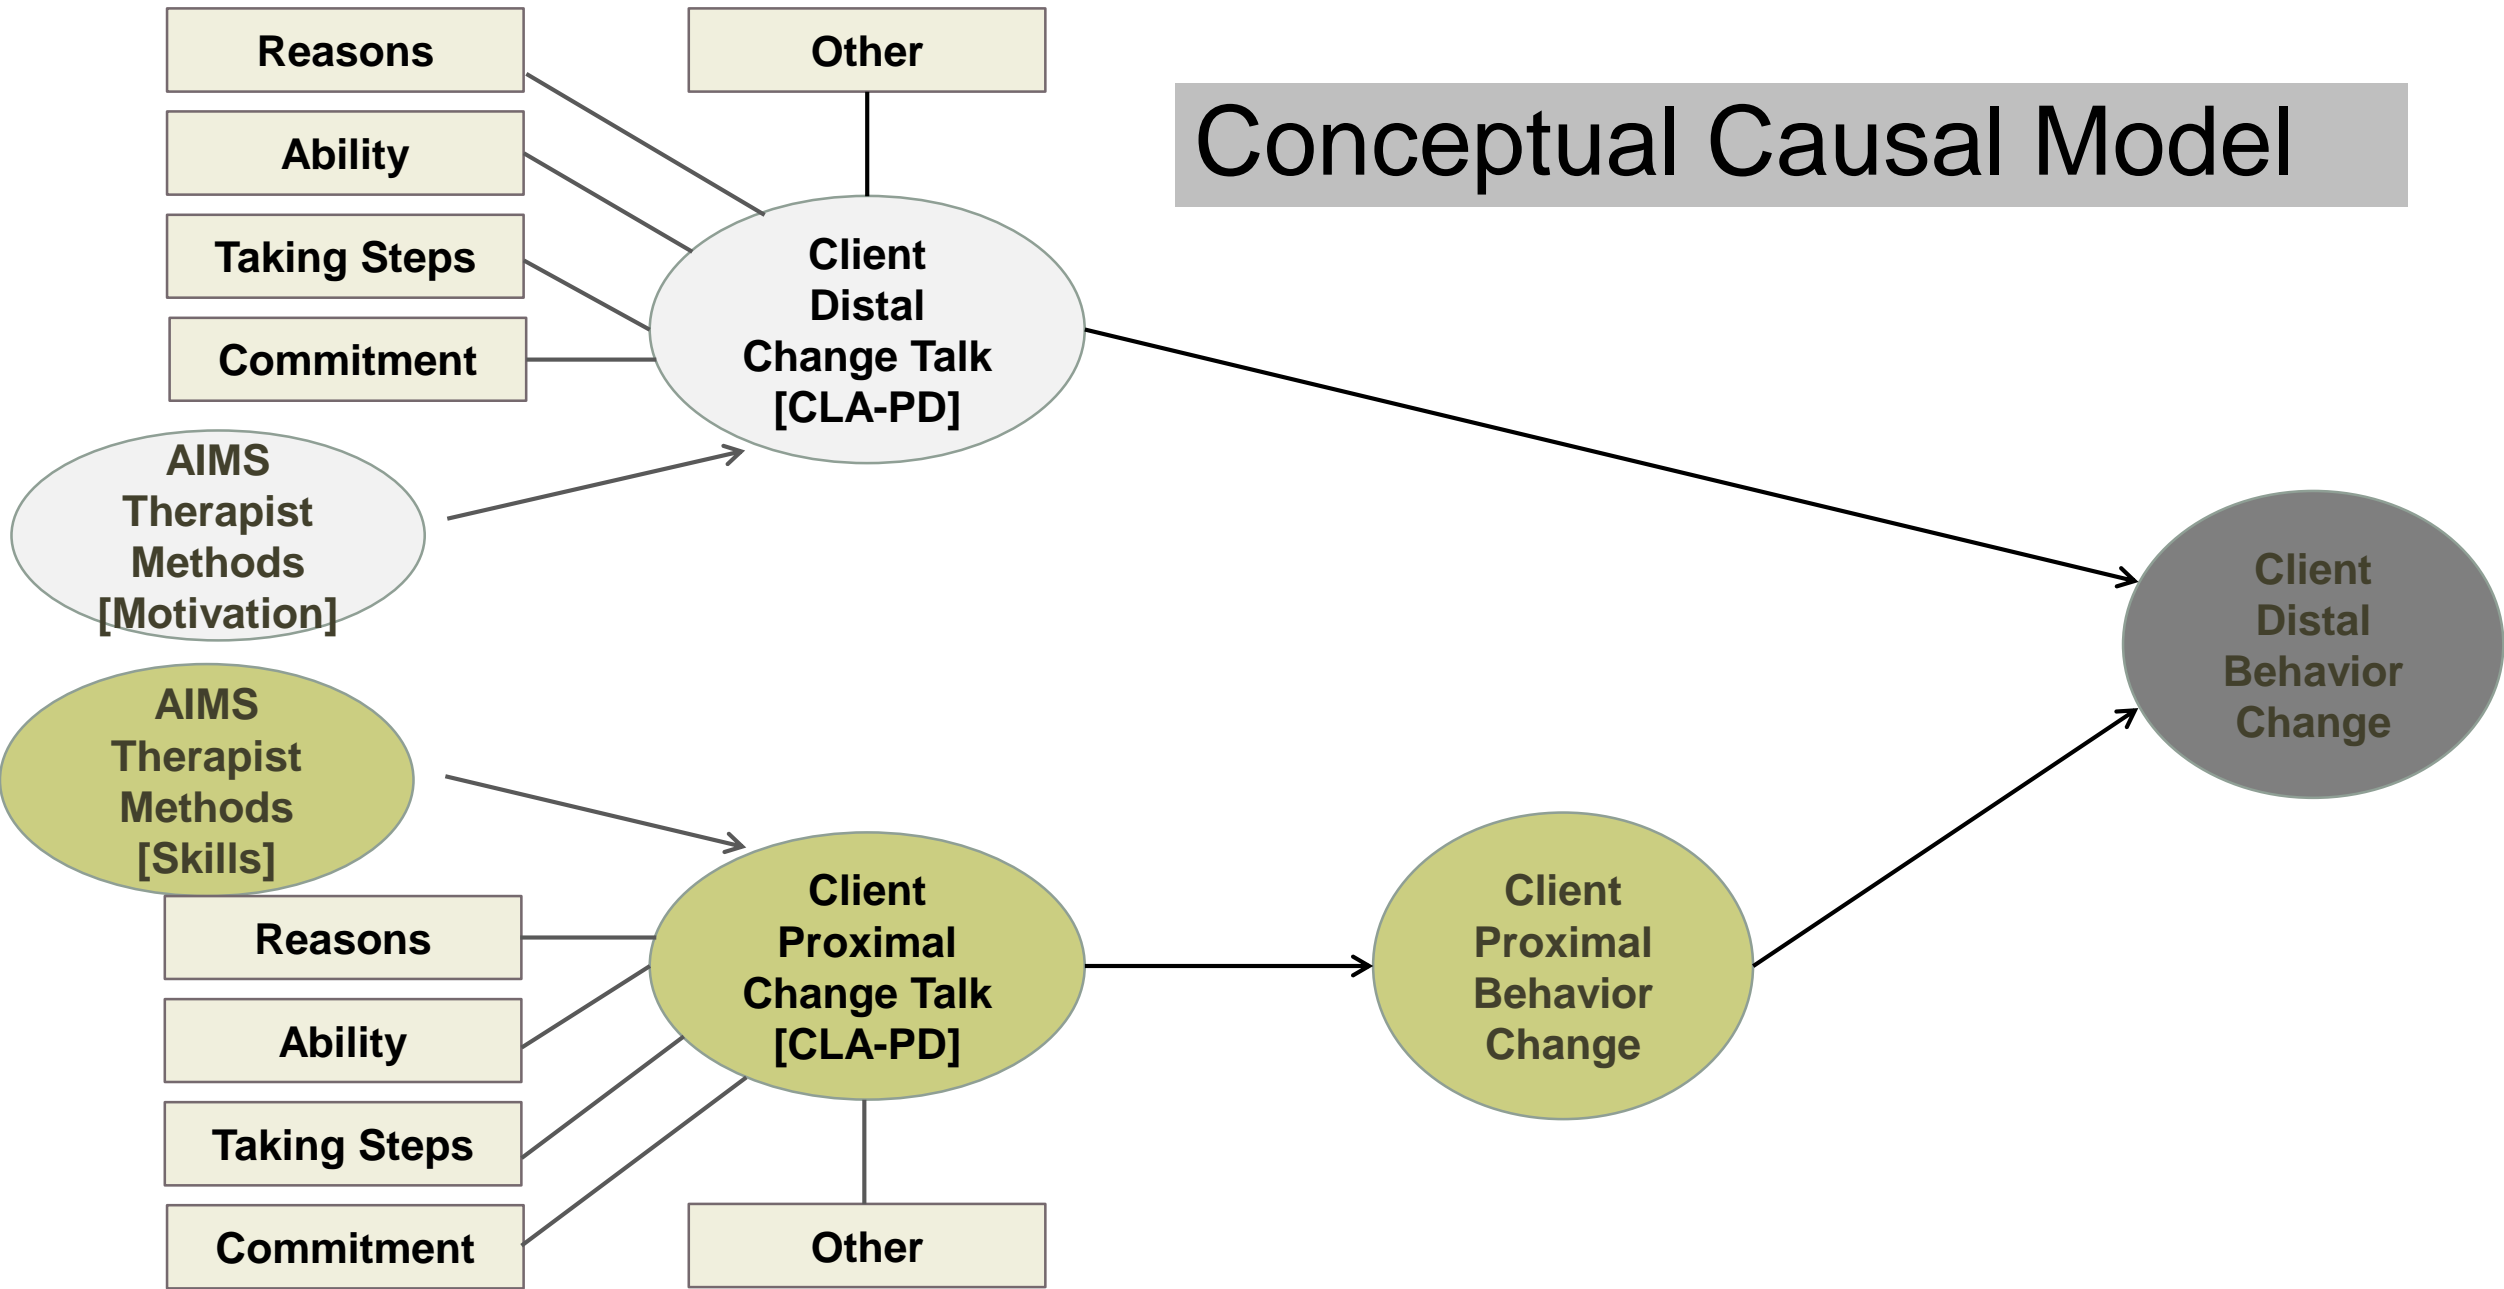 Reasons
Other
Conceptual Causal Model
Ability
Taking Steps
Commitment
Client
Distal
Change Talk
[CLA-PD]
AIMS
Therapist
Methods
[Motivation]
Client
Distal
Behavior
Change
AIMS
Therapist
Methods
[Skills]
Client
Proximal
Change Talk
[CLA-PD]
Client
Proximal
Behavior
Change
Reasons
Ability
Taking Steps
Commitment
Other